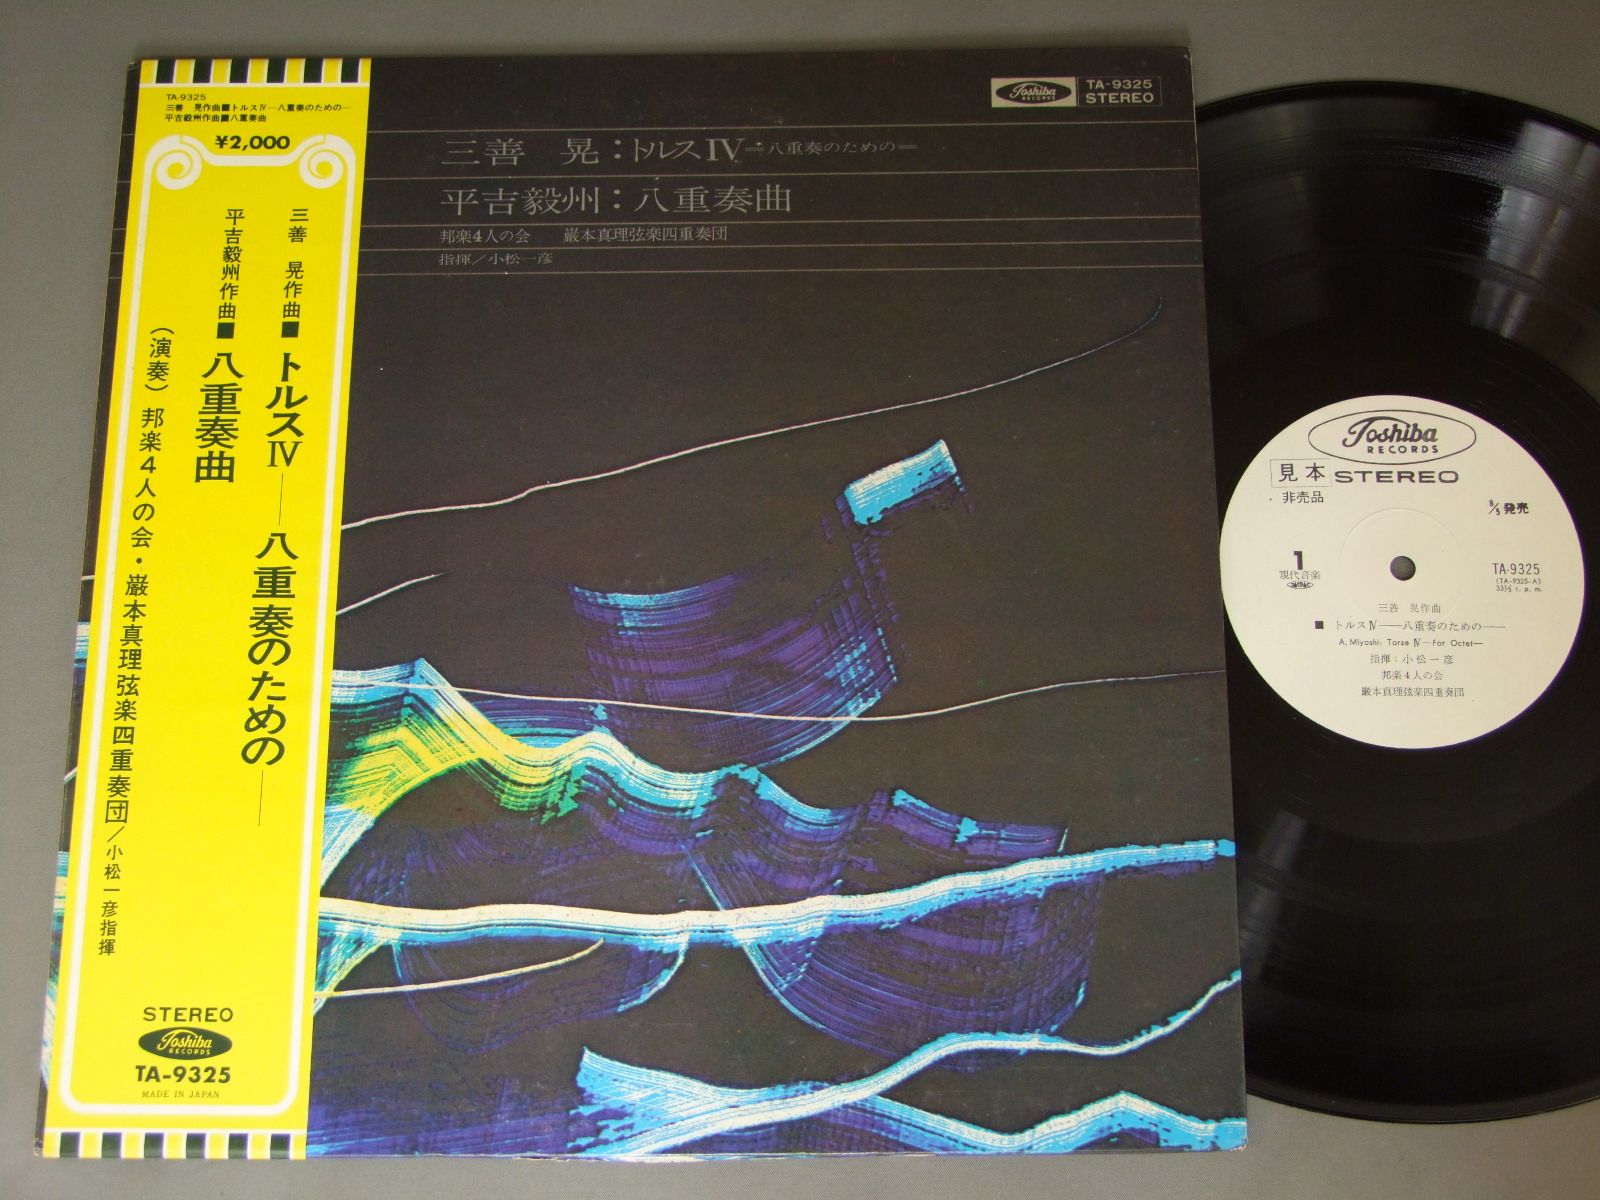 TA-9325
三善 晃作曲■トルスⅣ—八重奏のための—
平吉毅州作曲■八重奏曲
¥2,000
三善 晃作曲■トルスⅣ——八重奏のための——
平吉毅州作曲■八重奏曲
(演奏) 邦楽4人の会・巌本真理弦楽四重奏団/小松一彦指揮
STEREO
Toshiba
RECORDS
TA-9325
MADE IN JAPAN
Toshiba
RECORDS
TA-9325
STEREO
三善 晃:トルスⅣ=八重奏のための=
平吉毅州:八重奏曲
邦楽4人の会 巌本真理弦楽四重奏団
指揮/小松一彦
Toshiba
RECORDS
見本 STEREO
非売品
8/5 発売
1
現代音楽
TA-9325
(TA-9325-A)
33⅓ r. p. m.
三善 晃作曲
■ トルスⅣ——八重奏のための——
A. Miyoshi: Torse Ⅳ—For Octet—
指揮:小松一彦
邦楽4人の会
巌本真理弦楽四重奏団